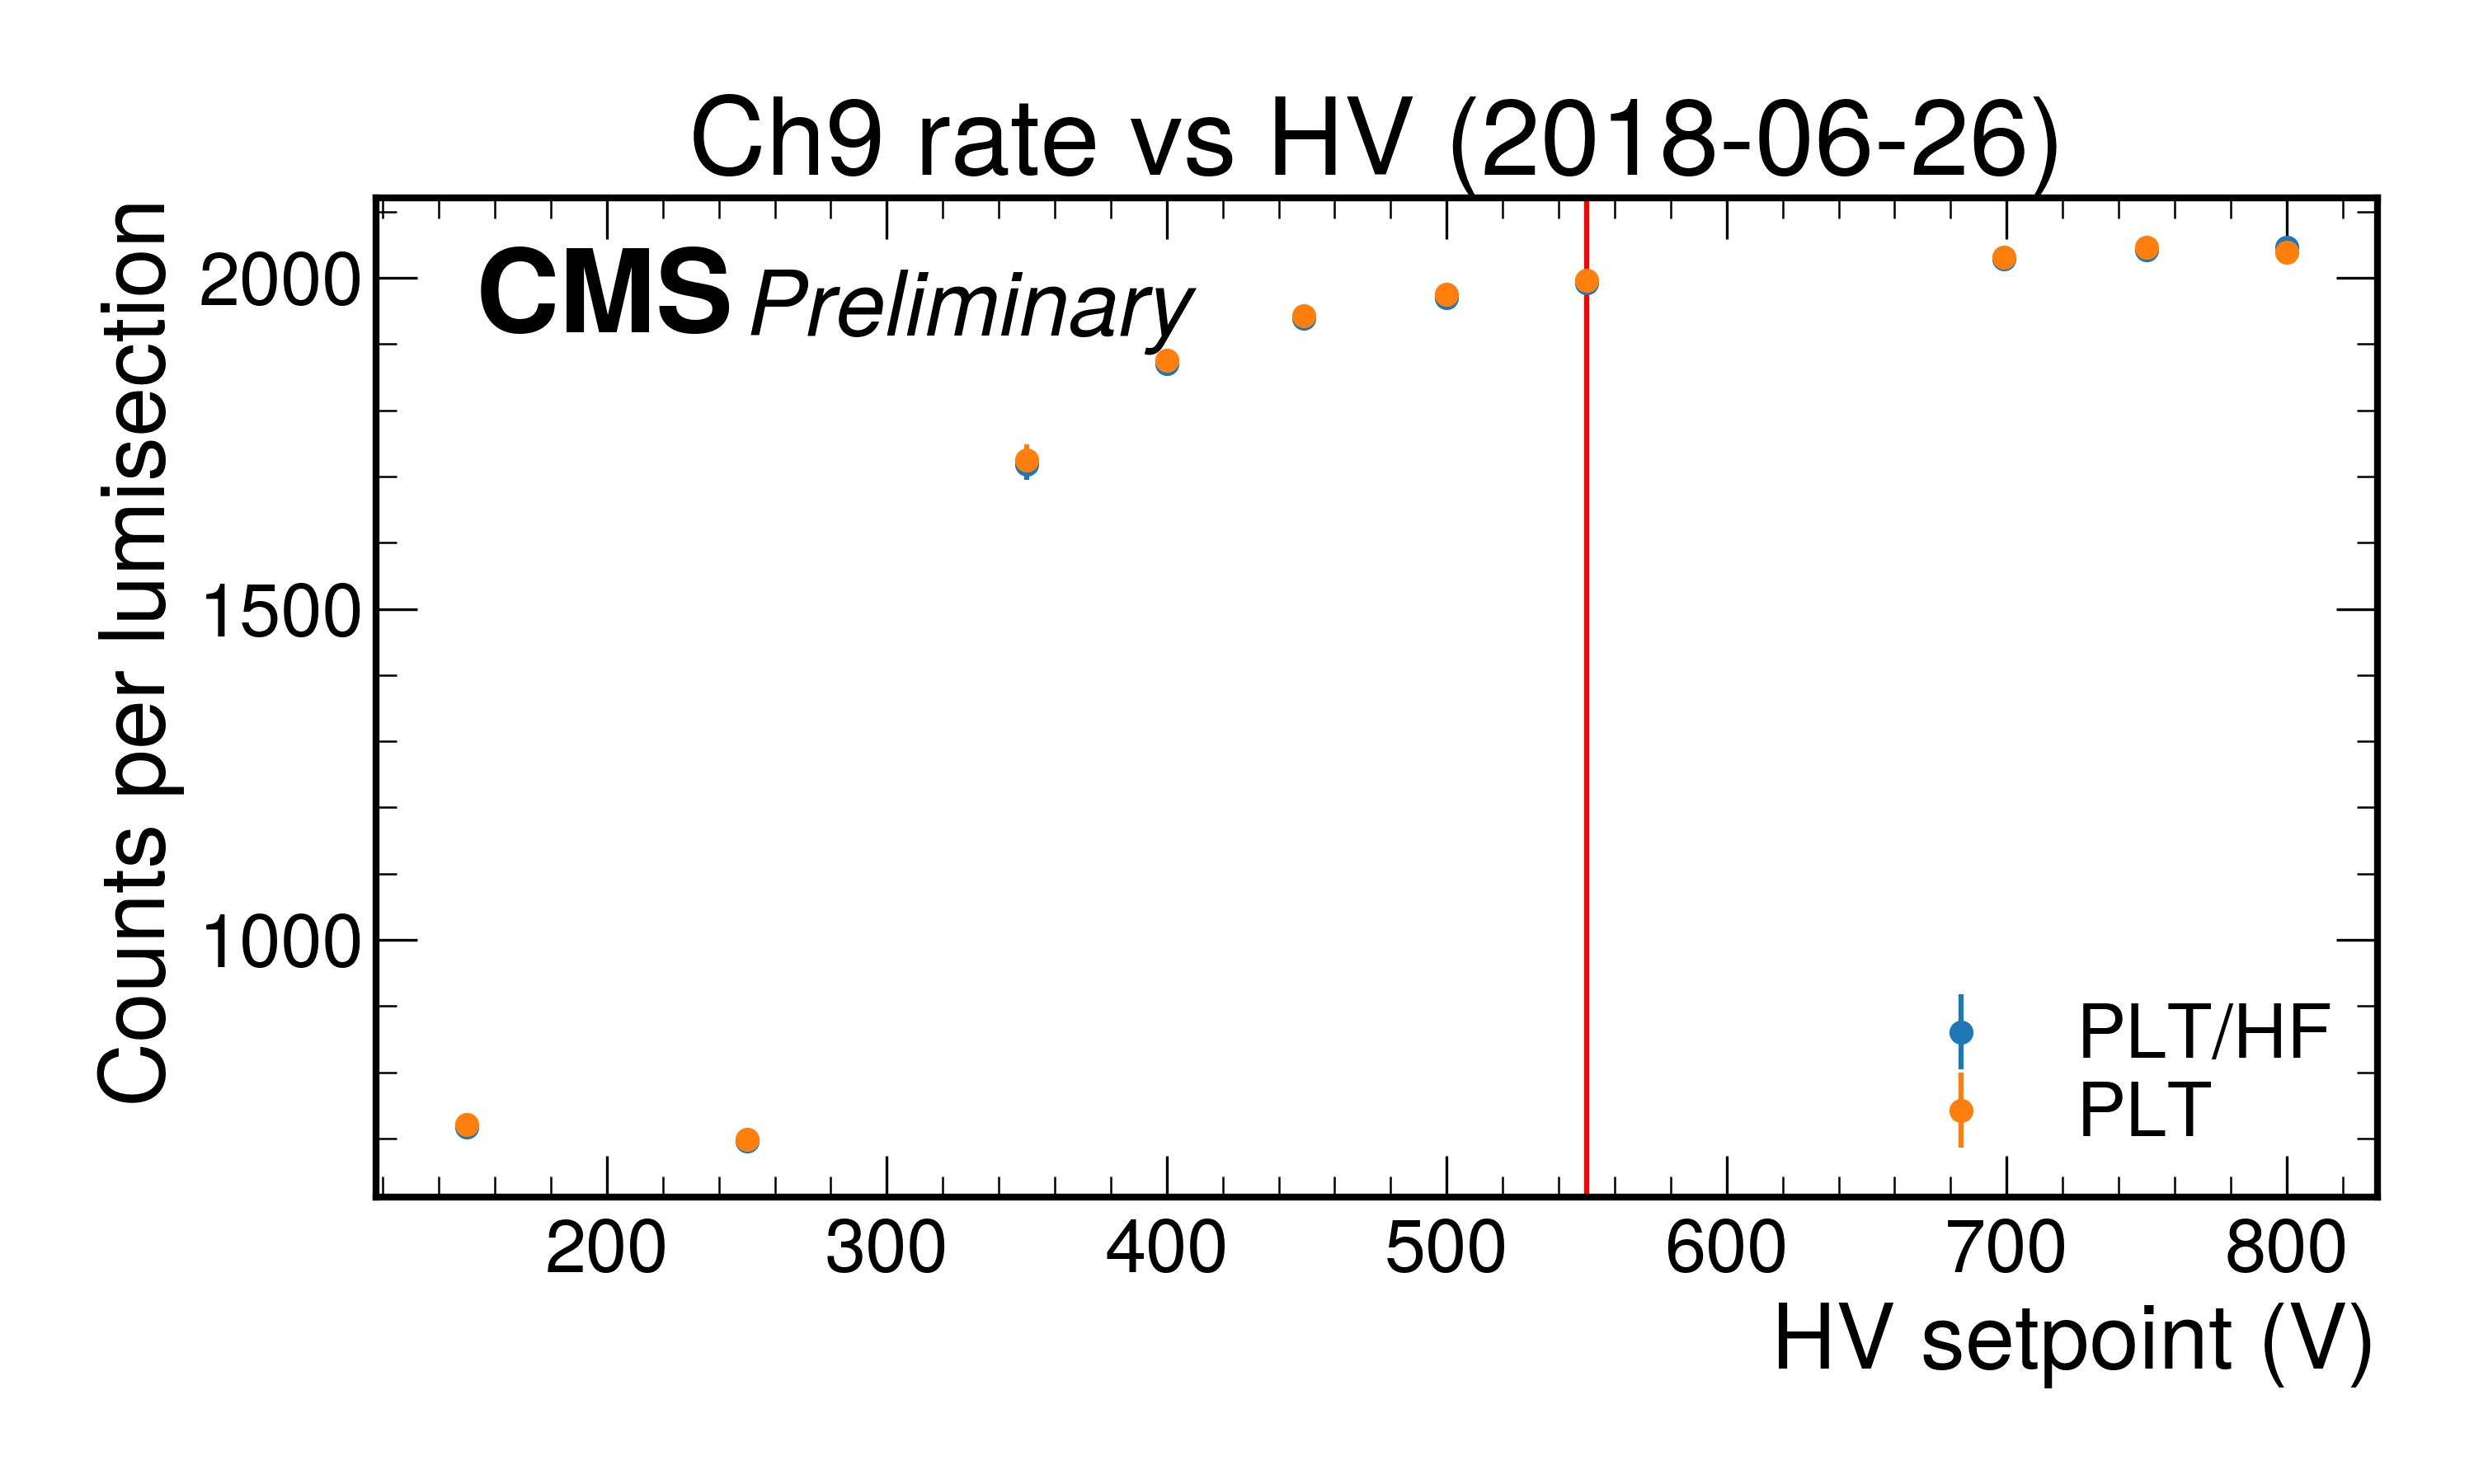 Ch9 rate vs HV (2018-06-26)
CMS Preliminary
Counts per lumisection
2000
1500
1000
PLT/HF
PLT
200 300 400 500 600 700 800
HV setpoint (V)